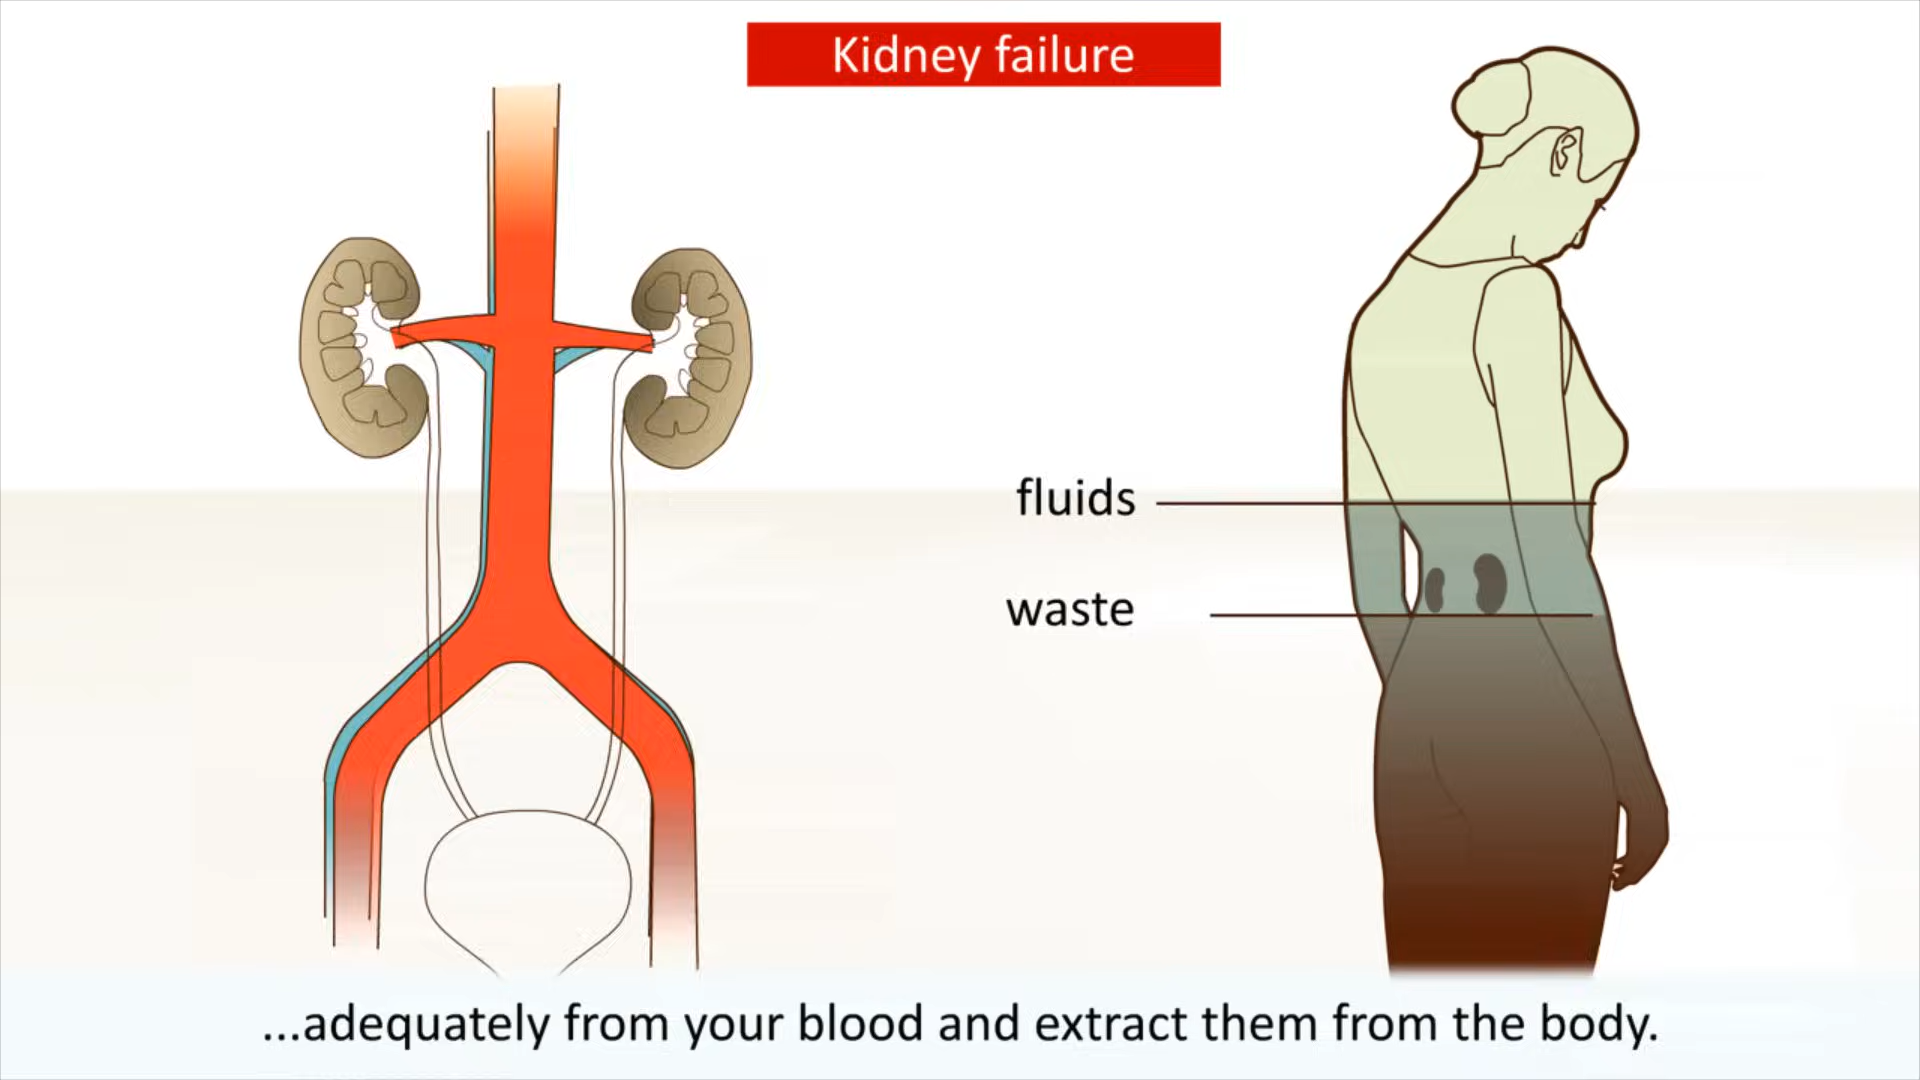 Kidney failure
fluids
waste
...adequately from your blood and extract them from the body.